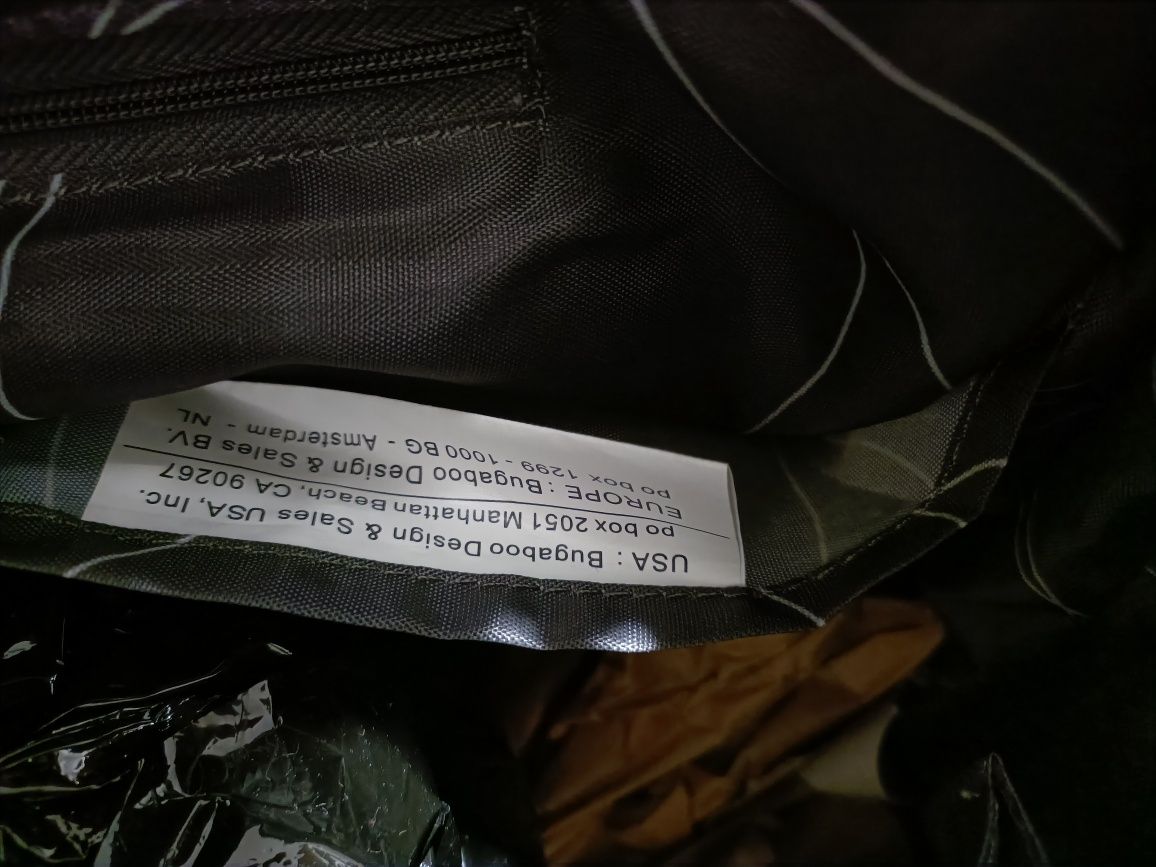 USA : Bugaboo Design & Sales USA, Inc.
po box 2051 Manhattan Beach, CA 90267
EUROPE : Bugaboo Design & Sales BV.
po box 1299 - 1000 BG - Amsterdam - NL